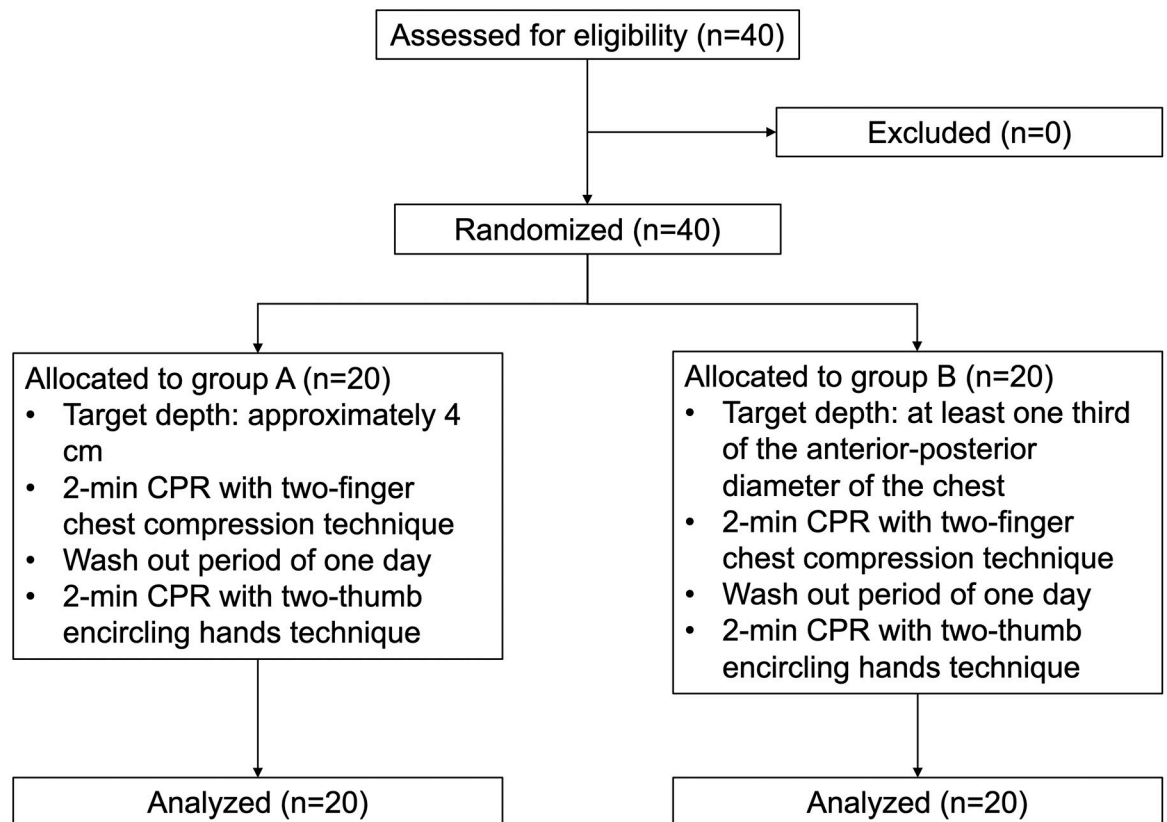 Assessed for eligibility (n=40)
Excluded (n=0)
Randomized (n=40)
Allocated to group A (n=20)
• Target depth: approximately 4
cm
• 2-min CPR with two-finger
chest compression technique
• Wash out period of one day
• 2-min CPR with two-thumb
encircling hands technique
Allocated to group B (n=20)
• Target depth: at least one third
of the anterior-posterior
diameter of the chest
• 2-min CPR with two-finger
chest compression technique
• Wash out period of one day
• 2-min CPR with two-thumb
encircling hands technique
Analyzed (n=20)
Analyzed (n=20)